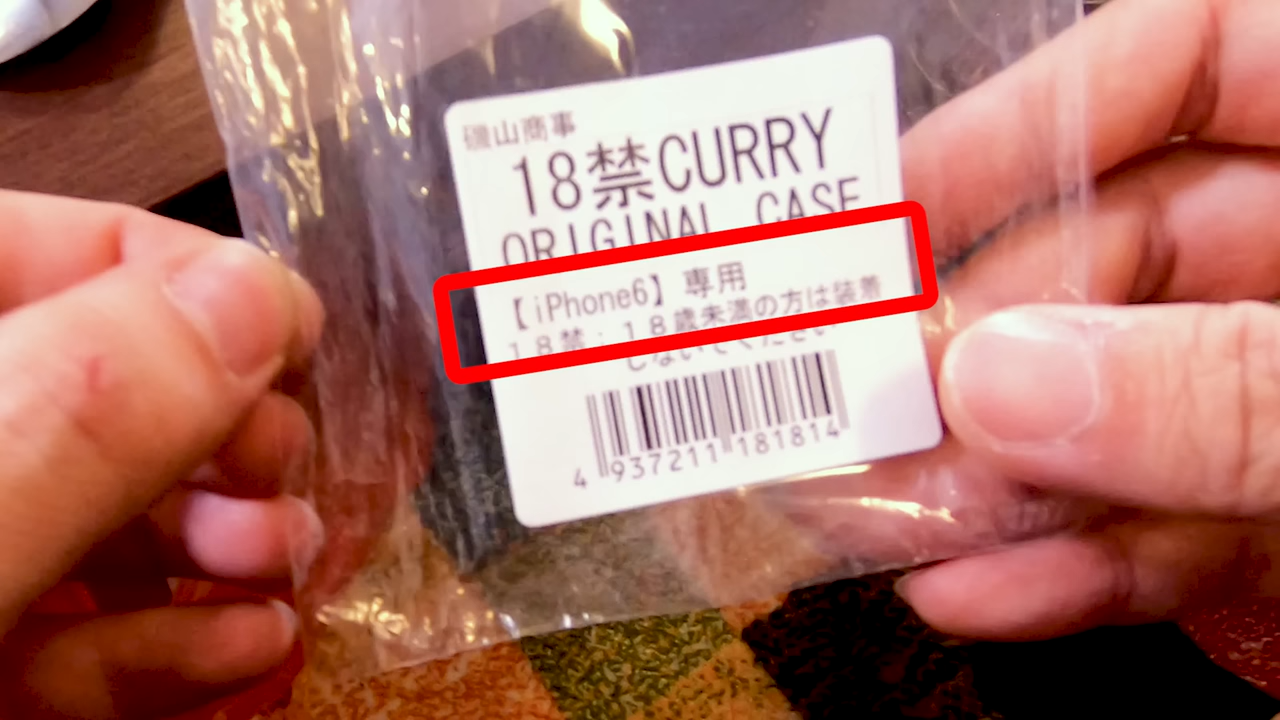 磯山商事
18禁CURRY
ORIGINAL CASE
【iPhone6】専用
18禁：18歳未満の方は装着
しないでください
4 937211 181814